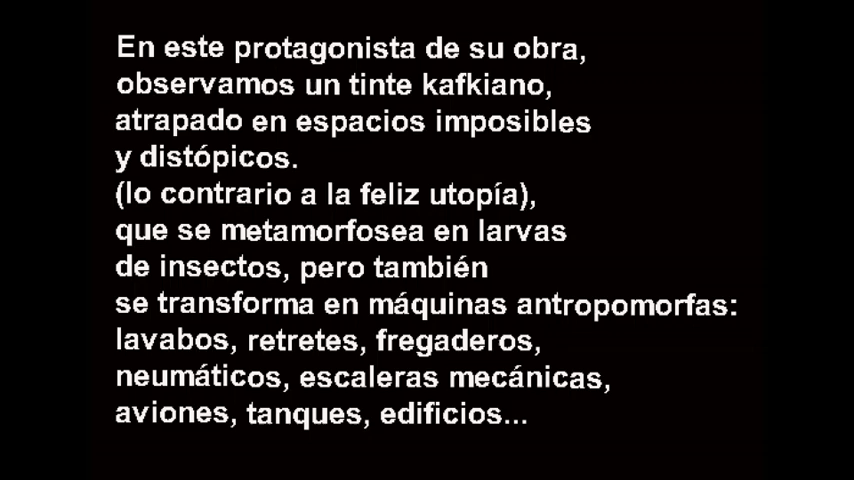 En este protagonista de su obra,
observamos un tinte kafkiano,
atrapado en espacios imposibles
y distópicos.
(lo contrario a la feliz utopía),
que se metamorfosea en larvas
de insectos, pero también
se transforma en máquinas antropomorfas:
lavabos, retretes, fregaderos,
neumáticos, escaleras mecánicas,
aviones, tanques, edificios...